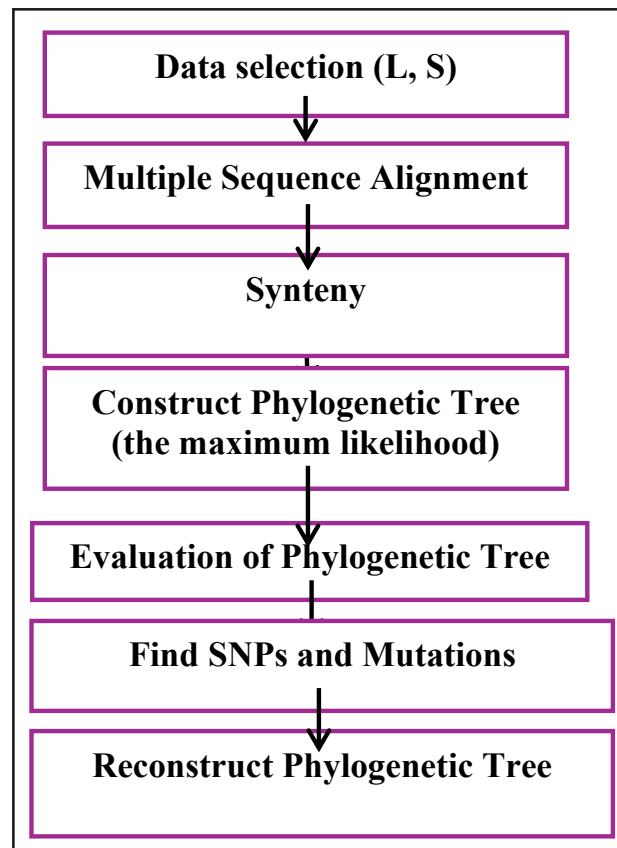 Data selection (L, S)
Multiple Sequence Alignment
Synteny
Construct Phylogenetic Tree
(the maximum likelihood)
Evaluation of Phylogenetic Tree
Find SNPs and Mutations
Reconstruct Phylogenetic Tree